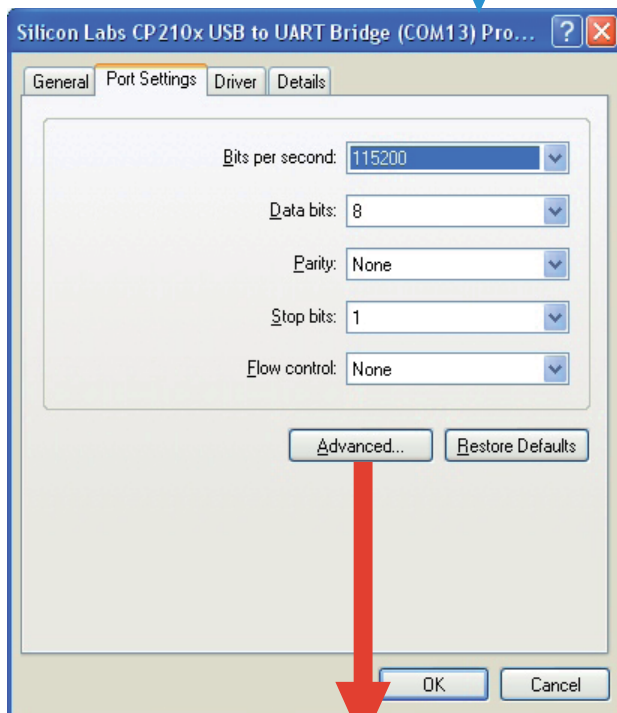 Silicon Labs CP210x USB to UART Bridge (COM13) Pro...
General Port Settings Driver Details
Bits per second: 115200
Data bits: 8
Parity: None
Stop bits: 1
Flow control: None
Advanced... Restore Defaults
OK Cancel